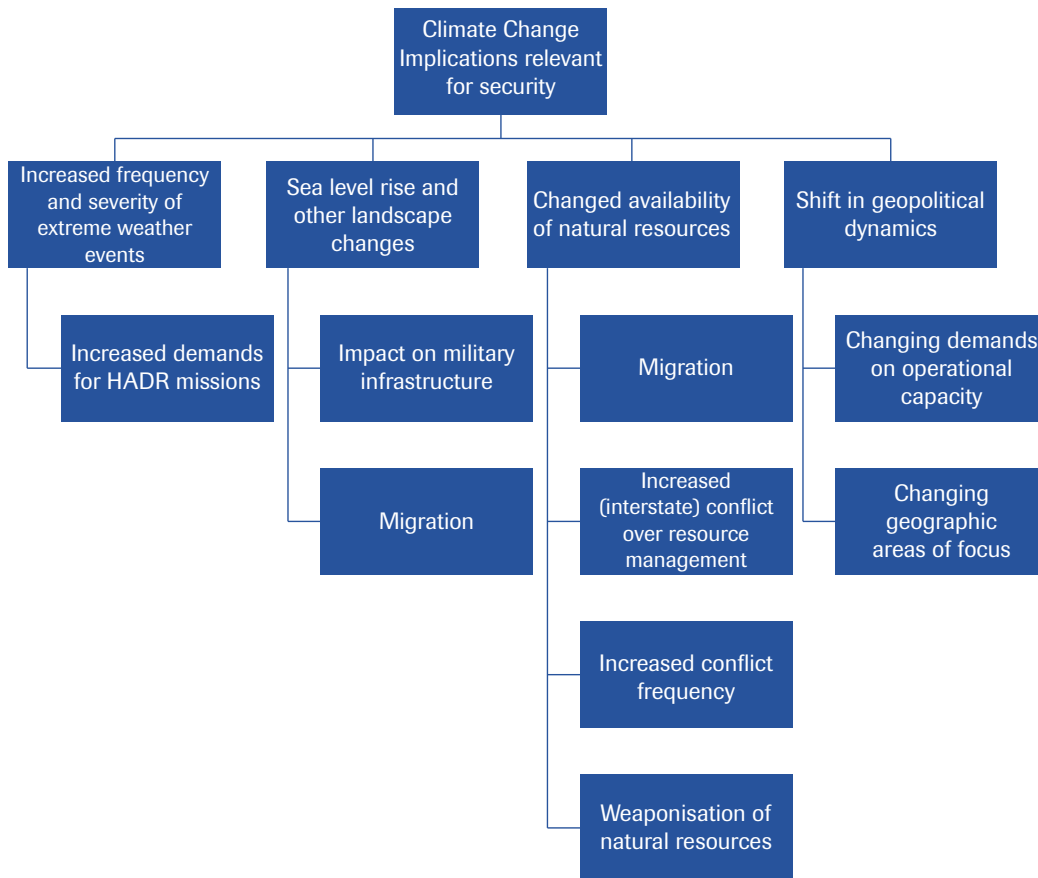 Climate Change
Implications relevant
for security
Increased frequency
and severity of
extreme weather
events
Sea level rise and
other landscape
changes
Changed availability
of natural resources
Shift in geopolitical
dynamics
Increased demands
for HADR missions
Impact on military
infrastructure
Migration
Migration
Increased
(interstate) conflict
over resource
management
Increased conflict
frequency
Weaponisation of
natural resources
Changing demands
on operational
capacity
Changing
geographic
areas of focus